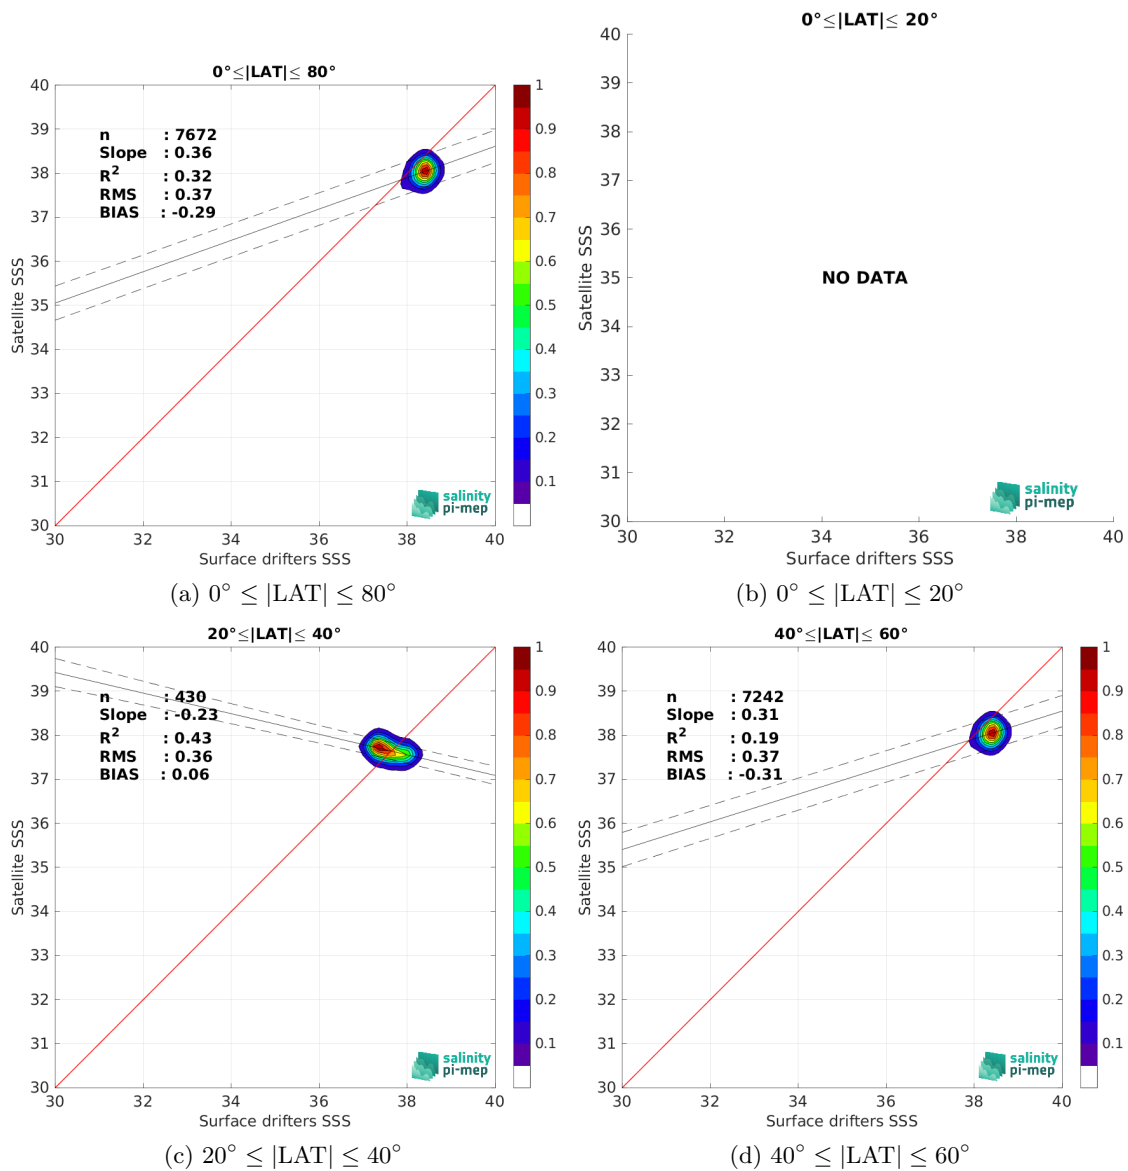 0°≤|LAT|≤ 80°
40
39
38
37
36
35
34
33
32
31
30
Satellite SSS
n : 7672
Slope : 0.36
R² : 0.32
RMS : 0.37
BIAS : -0.29
1
0.9
0.8
0.7
0.6
0.5
0.4
0.3
0.2
0.1
salinity
pi-mep
30 32 34 36 38 40
Surface drifters SSS
(a) 0° ≤ |LAT| ≤ 80°
0°≤|LAT|≤ 20°
40
39
38
37
36
35
34
33
32
31
30
Satellite SSS
NO DATA
salinity
pi-mep
30 32 34 36 38 40
Surface drifters SSS
(b) 0° ≤ |LAT| ≤ 20°
20°≤|LAT|≤ 40°
40
39
38
37
36
35
34
33
32
31
30
Satellite SSS
n : 430
Slope : -0.23
R² : 0.43
RMS : 0.36
BIAS : 0.06
1
0.9
0.8
0.7
0.6
0.5
0.4
0.3
0.2
0.1
salinity
pi-mep
30 32 34 36 38 40
Surface drifters SSS
(c) 20° ≤ |LAT| ≤ 40°
40°≤|LAT|≤ 60°
40
39
38
37
36
35
34
33
32
31
30
Satellite SSS
n : 7242
Slope : 0.31
R² : 0.19
RMS : 0.37
BIAS : -0.31
1
0.9
0.8
0.7
0.6
0.5
0.4
0.3
0.2
0.1
salinity
pi-mep
30 32 34 36 38 40
Surface drifters SSS
(d) 40° ≤ |LAT| ≤ 60°